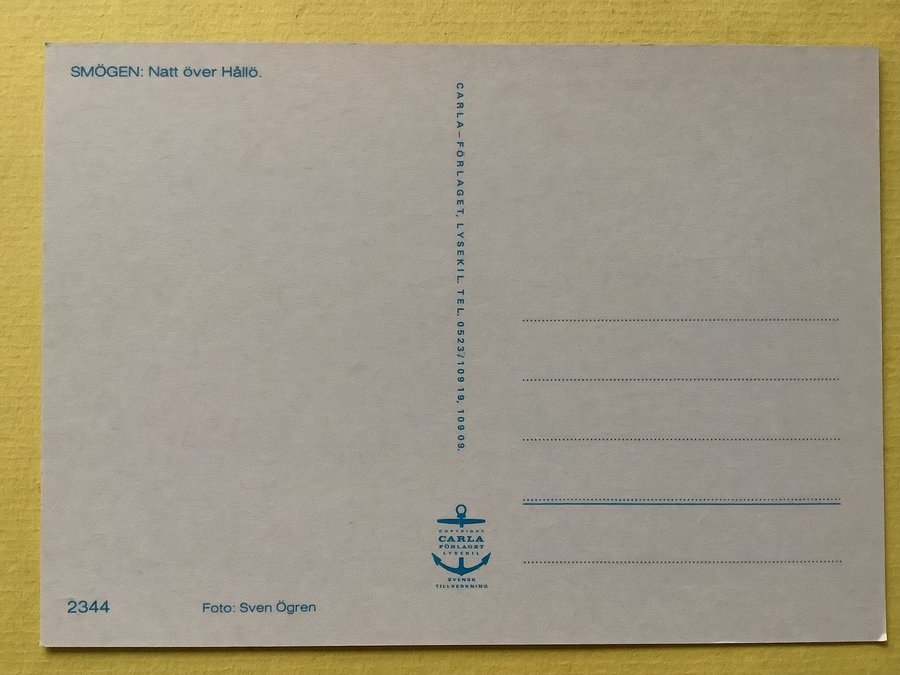 SMÖGEN: Natt över Hållö.
CARLA-FÖRLAGET, LYSEKIL. TEL. 0523/109 19, 109 09.
COPYRIGHT
CARLA
FÖRLAGET
LYSEKIL
SVENSK
TILLVERKNING
2344
Foto: Sven Ögren